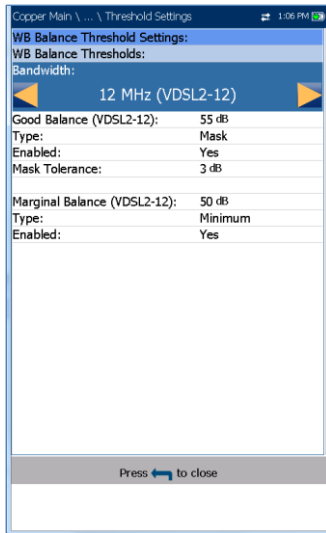 Copper Main \ ... \ Threshold Settings 1:06 PM
WB Balance Threshold Settings:
WB Balance Thresholds:
Bandwidth:
12 MHz (VDSL2-12)
Good Balance (VDSL2-12): 55 dB
Type: Mask
Enabled: Yes
Mask Tolerance: 3 dB
Marginal Balance (VDSL2-12): 50 dB
Type: Minimum
Enabled: Yes
Press to close